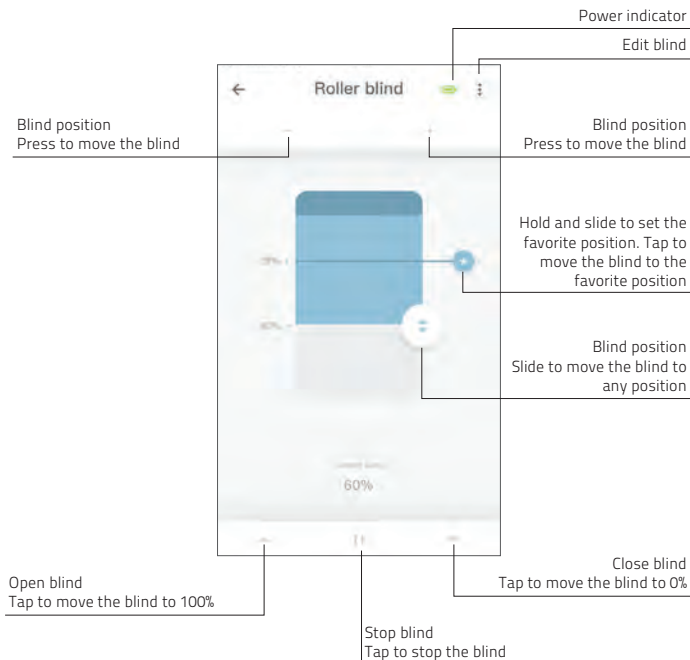 Power indicator
Edit blind
Roller blind
Blind position
Press to move the blind
Blind position
Press to move the blind
Hold and slide to set the
favorite position. Tap to
move the blind to the
favorite position
Blind position
Slide to move the blind to
any position
60%
Open blind
Tap to move the blind to 100%
Close blind
Tap to move the blind to 0%
Stop blind
Tap to stop the blind